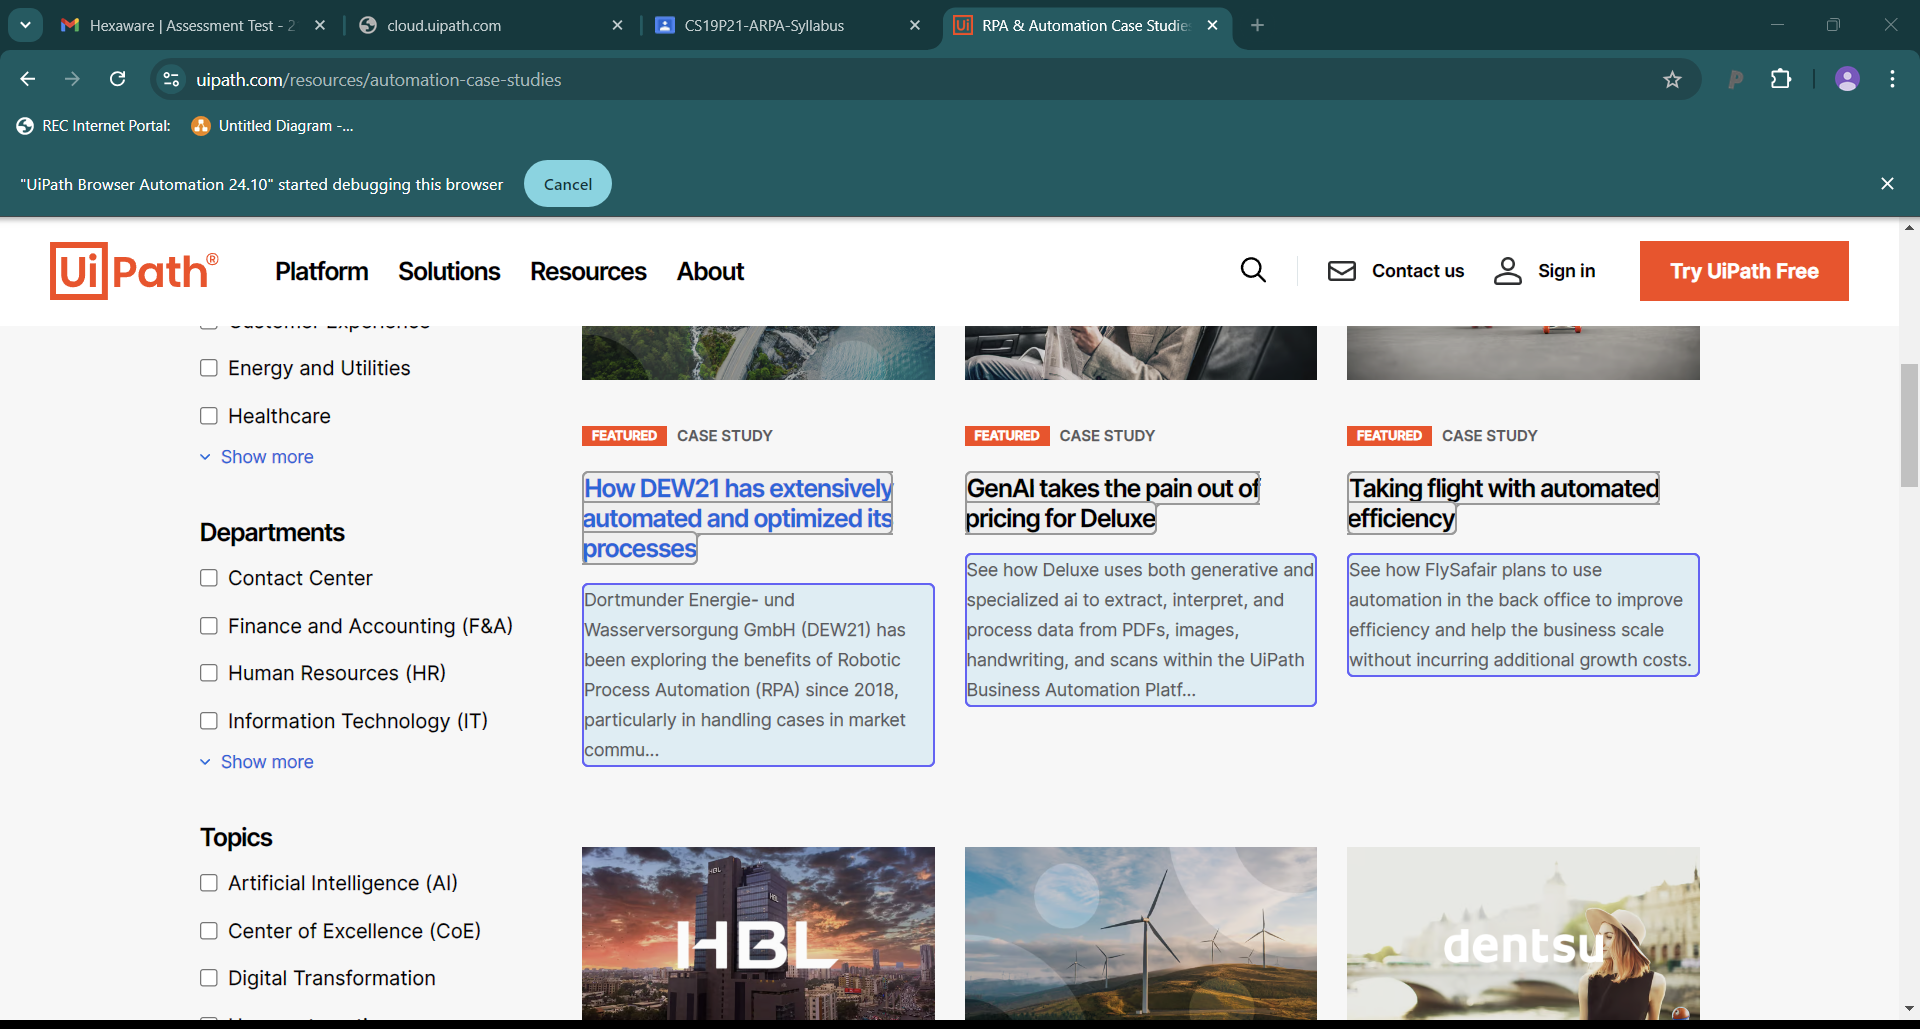 Hexaware | Assessment Test - 2
cloud.uipath.com
CS19P21-ARPA-Syllabus
RPA & Automation Case Studies
uipath.com/resources/automation-case-studies
REC Internet Portal:
Untitled Diagram -...
"UiPath Browser Automation 24.10" started debugging this browser
Cancel
UiPath®
Platform
Solutions
Resources
About
Contact us
Sign in
Try UiPath Free
Customer Experience
Energy and Utilities
Healthcare
Show more
Departments
Contact Center
Finance and Accounting (F&A)
Human Resources (HR)
Information Technology (IT)
Show more
Topics
Artificial Intelligence (AI)
Center of Excellence (CoE)
Digital Transformation
FEATURED CASE STUDY
How DEW21 has extensively
automated and optimized its
processes
Dortmunder Energie- und
Wasserversorgung GmbH (DEW21) has
been exploring the benefits of Robotic
Process Automation (RPA) since 2018,
particularly in handling cases in market
commu...
FEATURED CASE STUDY
GenAI takes the pain out of
pricing for Deluxe
See how Deluxe uses both generative and
specialized ai to extract, interpret, and
process data from PDFs, images,
handwriting, and scans within the UiPath
Business Automation Platf...
FEATURED CASE STUDY
Taking flight with automated
efficiency
See how FlySafair plans to use
automation in the back office to improve
efficiency and help the business scale
without incurring additional growth costs.
HBL
HBL
HBL
dentsu